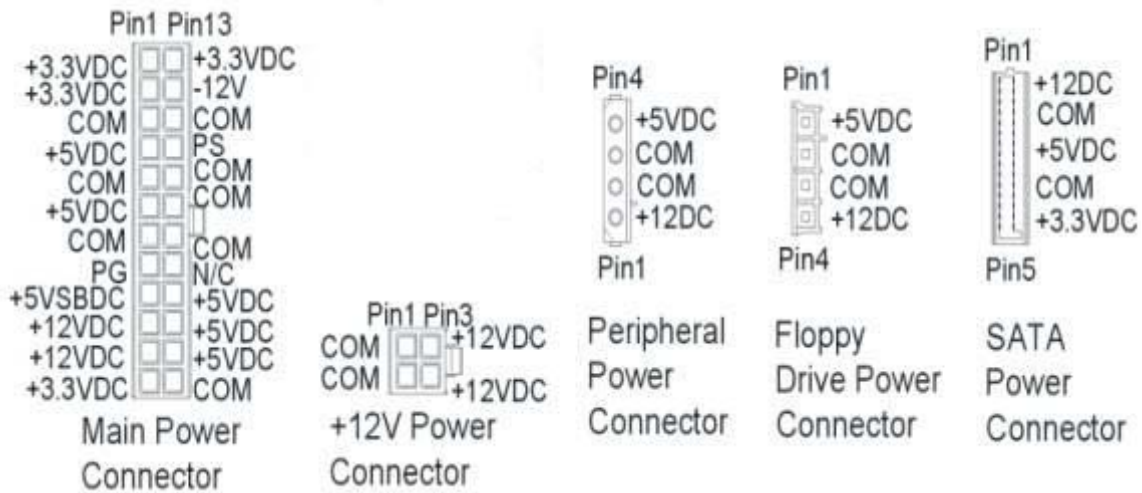 Pin1 Pin13
+3.3VDC +3.3VDC
+3.3VDC -12V
COM COM
+5VDC PS
COM COM
+5VDC COM
COM COM
PG N/C
+5VSBDC +5VDC
+12VDC +5VDC
+12VDC +5VDC
+3.3VDC COM
Main Power
Connector
Pin1 Pin3
COM +12VDC
COM +12VDC
+12V Power
Connector
Pin4
+5VDC
COM
COM
+12DC
Pin1
Peripheral
Power
Connector
Pin1
+5VDC
COM
COM
+12DC
Pin4
Floppy
Drive Power
Connector
Pin1
+12DC
COM
+5VDC
COM
+3.3VDC
Pin5
SATA
Power
Connector